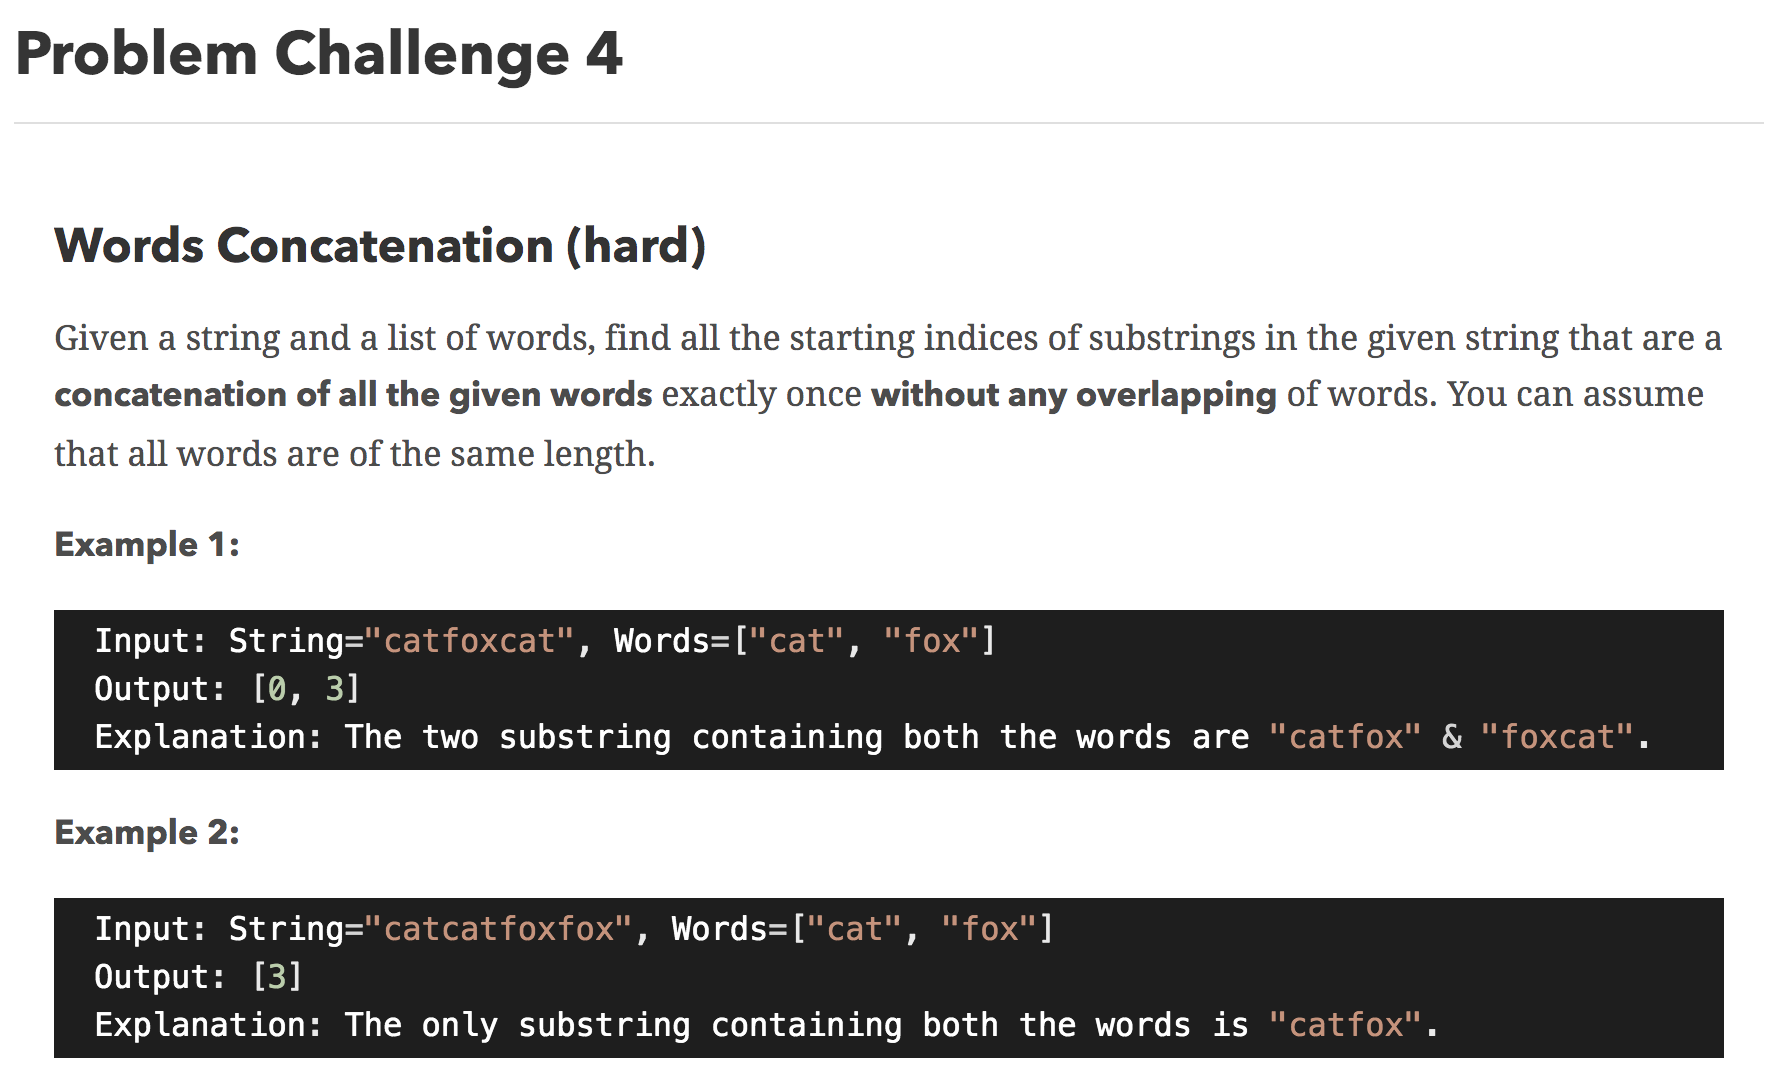 Problem Challenge 4
Words Concatenation (hard)
Given a string and a list of words, find all the starting indices of substrings in the given string that are a
concatenation of all the given words exactly once without any overlapping of words. You can assume
that all words are of the same length.
Example 1:
Input: String="catfoxcat", Words=["cat", "fox"]
Output: [0, 3]
Explanation: The two substring containing both the words are "catfox" & "foxcat".
Example 2:
Input: String="catcatfoxfox", Words=["cat", "fox"]
Output: [3]
Explanation: The only substring containing both the words is "catfox".